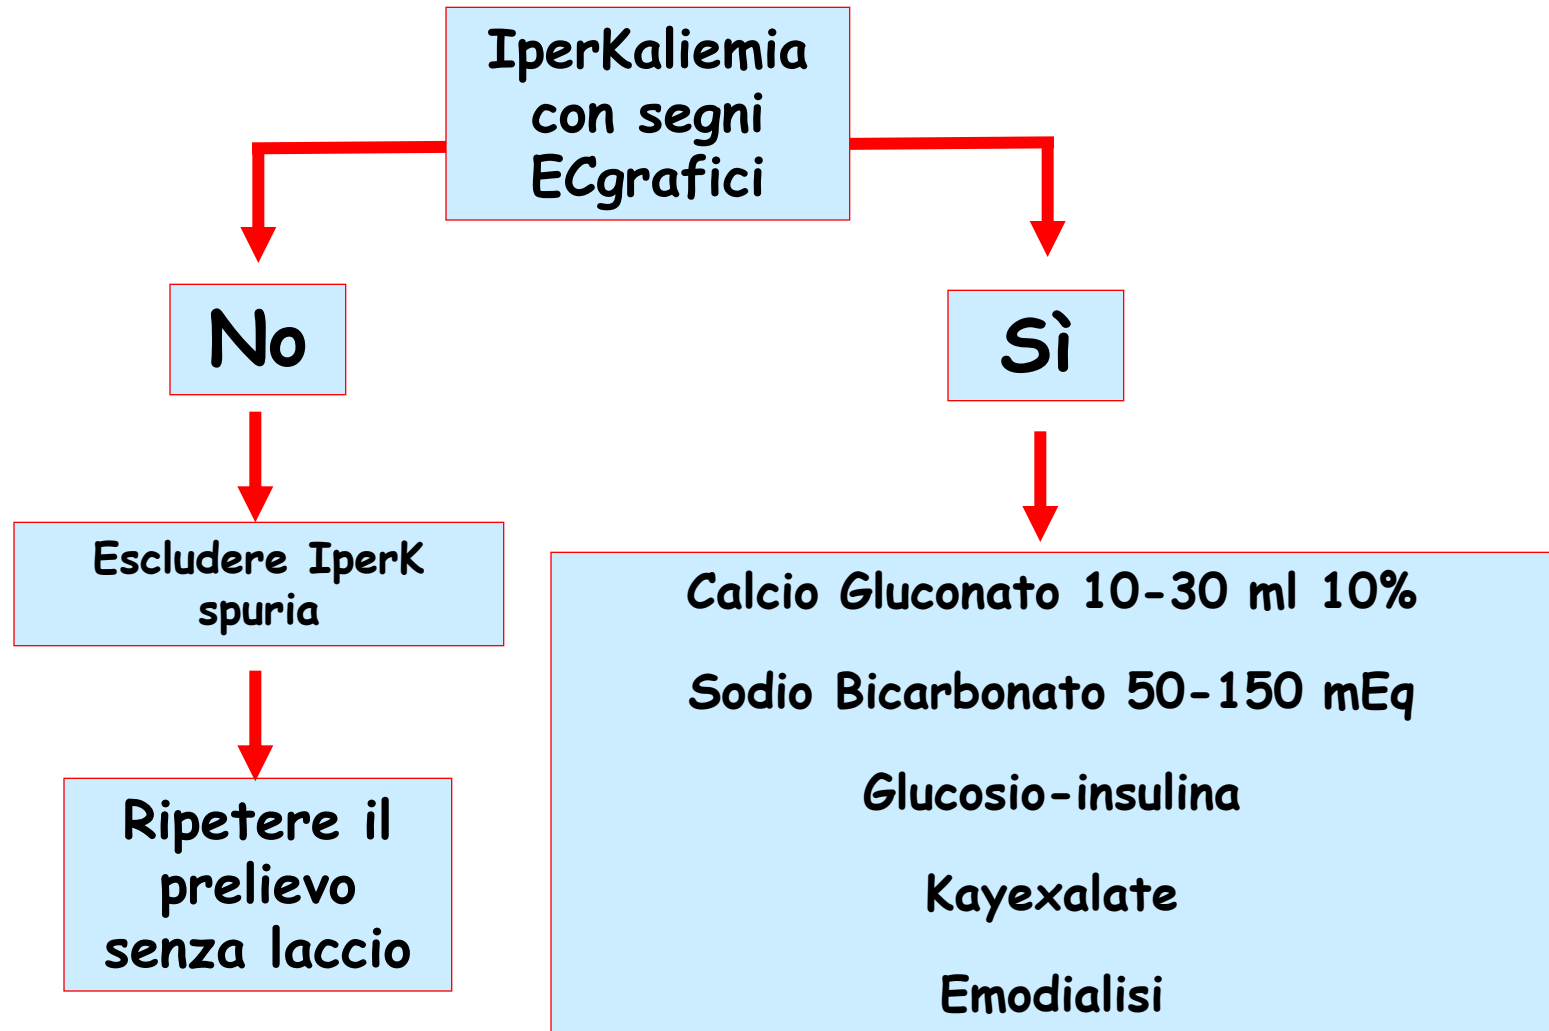 IperKaliemia
con segni
ECgrafici
No
Sì
Escludere IperK
spuria
Ripetere il
prelievo
senza laccio
Calcio Gluconato 10-30 ml 10%
Sodio Bicarbonato 50-150 mEq
Glucosio-insulina
Kayexalate
Emodialisi